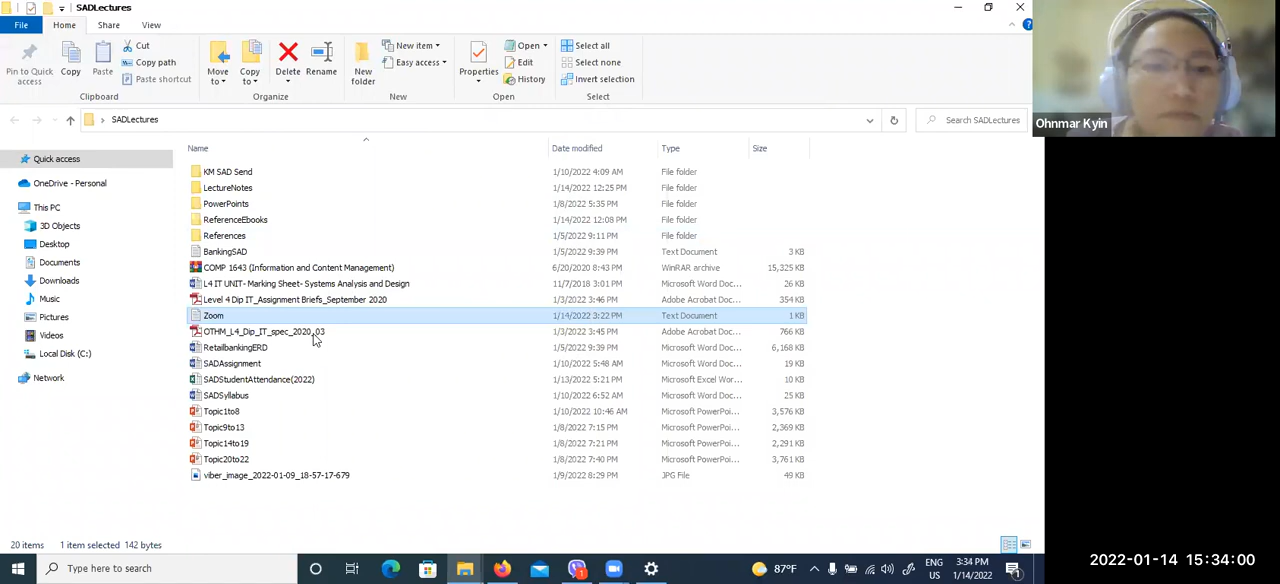 SADLectures
File Home Share View
Pin to Quick access
Copy
Paste
Cut
Copy path
Paste shortcut
Clipboard
Move to
Copy to
Delete
Rename
Organize
New folder
New item
Easy access
New
Properties
Open
Edit
History
Open
Select all
Select none
Invert selection
Select
Ohnmar Kyin
SADLectures
Search SADLectures
Quick access
OneDrive - Personal
This PC
3D Objects
Desktop
Documents
Downloads
Music
Pictures
Videos
Local Disk (C:)
Network
Name Date modified Type Size
KM SAD Send 1/10/2022 4:09 AM File folder
LectureNotes 1/14/2022 12:25 PM File folder
PowerPoints 1/8/2022 5:35 PM File folder
ReferenceEbooks 1/14/2022 12:08 PM File folder
References 1/5/2022 9:11 PM File folder
BankingSAD 1/5/2022 9:39 PM Text Document 3 KB
COMP 1643 (Information and Content Management) 6/20/2020 8:43 PM WinRAR archive 15,325 KB
L4 IT UNIT- Marking Sheet- Systems Analysis and Design 11/7/2018 3:01 PM Microsoft Word D... 26 KB
Level 4 Dip IT_Assignment Briefs_September 2020 1/3/2022 3:46 PM Adobe Acrobat Doc... 354 KB
Zoom 1/14/2022 3:22 PM Text Document 1 KB
OTHM_L4_Dip_IT_spec_2020_03 1/3/2022 3:45 PM Adobe Acrobat Doc... 766 KB
RetailbankingERD 1/5/2022 9:39 PM Microsoft Word D... 6,168 KB
SADAssignment 1/10/2022 5:48 AM Microsoft Word D... 19 KB
SADStudentAttendance(2022) 1/13/2022 5:21 PM Microsoft Excel Wor... 10 KB
SADSyllabus 1/10/2022 6:52 AM Microsoft Word D... 25 KB
Topic1to8 1/10/2022 10:46 AM Microsoft PowerPoi... 3,576 KB
Topic9to13 1/8/2022 7:15 PM Microsoft PowerPoi... 2,369 KB
Topic14to19 1/8/2022 7:21 PM Microsoft PowerPoi... 2,291 KB
Topic20to22 1/8/2022 7:40 PM Microsoft PowerPoi... 3,761 KB
viber_image_2022-01-09_18-57-17-679 1/9/2022 8:29 PM JPG File 49 KB
20 items 1 item selected 142 bytes
Type here to search
1
87°F
ENG
US
3:34 PM
1/14/2022
1
2022-01-14 15:34:00